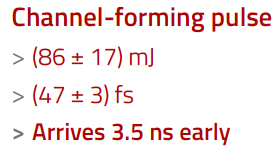 Channel-forming pulse
> (86 ± 17) mJ
> (47 ± 3) fs
> Arrives 3.5 ns early